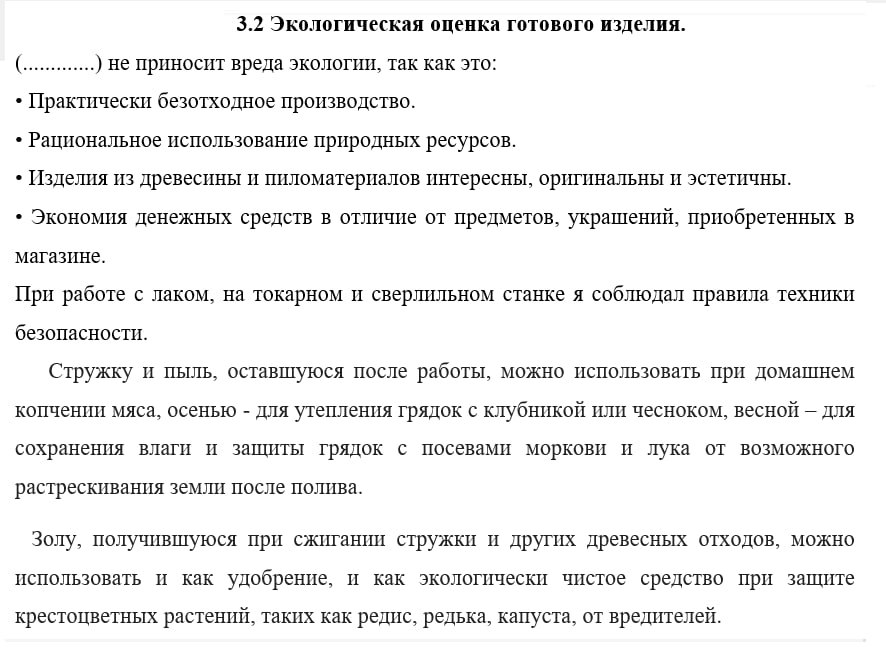 3.2 Экологическая оценка готового изделия.
(.............) не приносит вреда экологии, так как это:
• Практически безотходное производство.
• Рациональное использование природных ресурсов.
• Изделия из древесины и пиломатериалов интересны, оригинальны и эстетичны.
• Экономия денежных средств в отличие от предметов, украшений, приобретенных в
магазине.
При работе с лаком, на токарном и сверлильном станке я соблюдал правила техники
безопасности.
Стружку и пыль, оставшуюся после работы, можно использовать при домашнем
копчении мяса, осенью - для утепления грядок с клубникой или чесноком, весной – для
сохранения влаги и защиты грядок с посевами моркови и лука от возможного
растрескивания земли после полива.
Золу, получившуюся при сжигании стружки и других древесных отходов, можно
использовать и как удобрение, и как экологически чистое средство при защите
крестоцветных растений, таких как редис, редька, капуста, от вредителей.